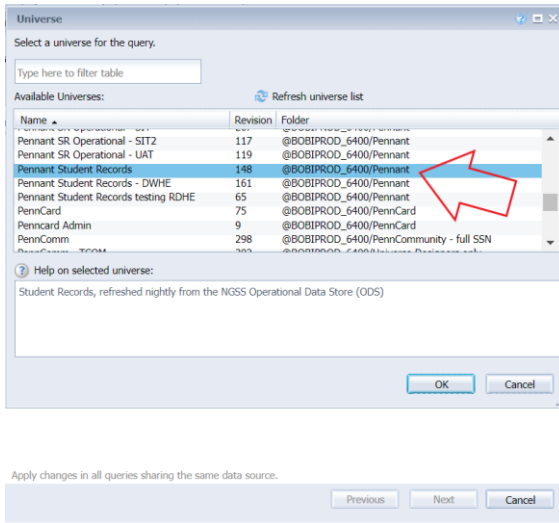 Universe
Select a universe for the query.
Type here to filter table
Available Universes: Refresh universe list
Name Revision Folder
Pennant SR Operational - SIT2 117 @BOBIPROD_6400/Pennant
Pennant SR Operational - UAT 119 @BOBIPROD_6400/Pennant
Pennant Student Records 148 @BOBIPROD_6400/Pennant
Pennant Student Records - DWHE 161 @BOBIPROD_6400/Pennant
Pennant Student Records testing RDHE 65 @BOBIPROD_6400/Pennant
PennCard 75 @BOBIPROD_6400/PennCard
Penncard Admin 9 @BOBIPROD_6400/PennCard
PennComm 298 @BOBIPROD_6400/PennCommunity - full SSN
? Help on selected universe:
Student Records, refreshed nightly from the NGSS Operational Data Store (ODS)
OK Cancel
Apply changes in all queries sharing the same data source.
Previous Next Cancel